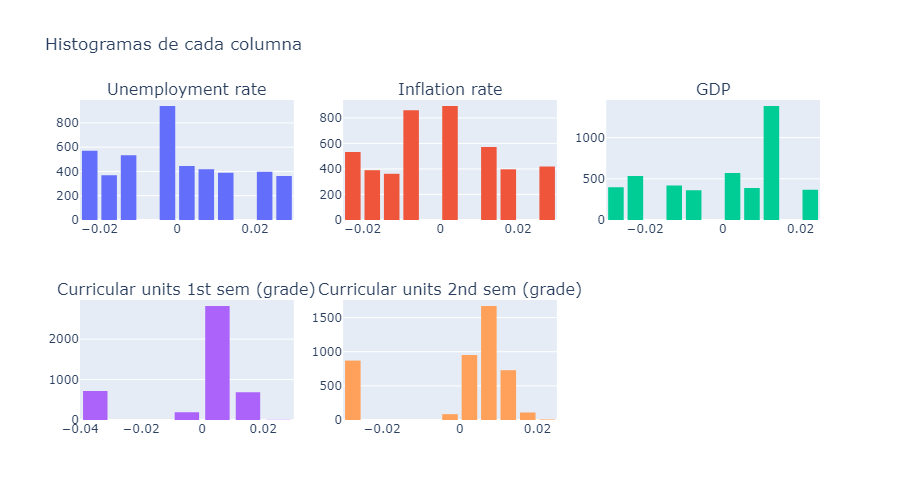 Histogramas de cada columna
Unemployment rate
Inflation rate
GDP
800
600
400
200
0
−0.02 0 0.02
800
600
400
200
0
−0.02 0 0.02
1000
500
0
−0.02 0 0.02
Curricular units 1st sem (grade)
Curricular units 2nd sem (grade)
2000
1000
0
−0.04 −0.02 0 0.02
1500
1000
500
0
−0.02 0 0.02